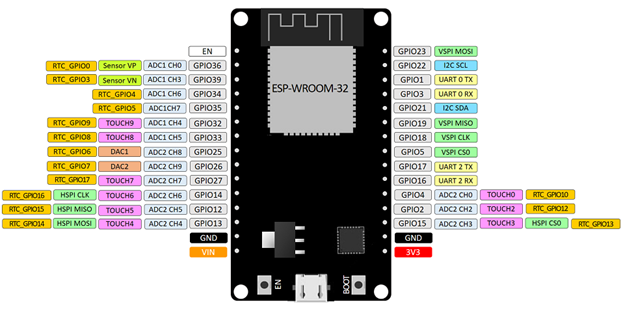 EN GPIO23 VSPI MOSI
RTC_GPIO0 Sensor VP ADC1 CH0 GPIO36 GPIO22 I2C SCL
RTC_GPIO3 Sensor VN ADC1 CH3 GPIO39 GPIO1 UART 0 TX
RTC_GPIO4 ADC1 CH6 GPIO34 ESP-WROOM-32 GPIO3 UART 0 RX
RTC_GPIO5 ADC1CH7 GPIO35 GPIO21 I2C SDA
RTC_GPIO9 TOUCH9 ADC1 CH4 GPIO32 GPIO19 VSPI MISO
RTC_GPIO8 TOUCH8 ADC1 CH5 GPIO33 GPIO18 VSPI CLK
RTC_GPIO6 DAC1 ADC2 CH8 GPIO25 GPIO5 VSPI CS0
RTC_GPIO7 DAC2 ADC2 CH9 GPIO26 GPIO17 UART 2 TX
RTC_GPIO17 TOUCH7 ADC2 CH7 GPIO27 GPIO16 UART 2 RX
RTC_GPIO16 HSPI CLK TOUCH6 ADC2 CH6 GPIO14 GPIO4 ADC2 CH0 TOUCH0 RTC_GPIO10
RTC_GPIO15 HSPI MISO TOUCH5 ADC2 CH5 GPIO12 GPIO2 ADC2 CH2 TOUCH2 RTC_GPIO12
RTC_GPIO14 HSPI MOSI TOUCH4 ADC2 CH4 GPIO13 GPIO15 ADC2 CH3 TOUCH3 HSPI CS0 RTC_GPIO13
GND GND
VIN 3V3
EN BOOT